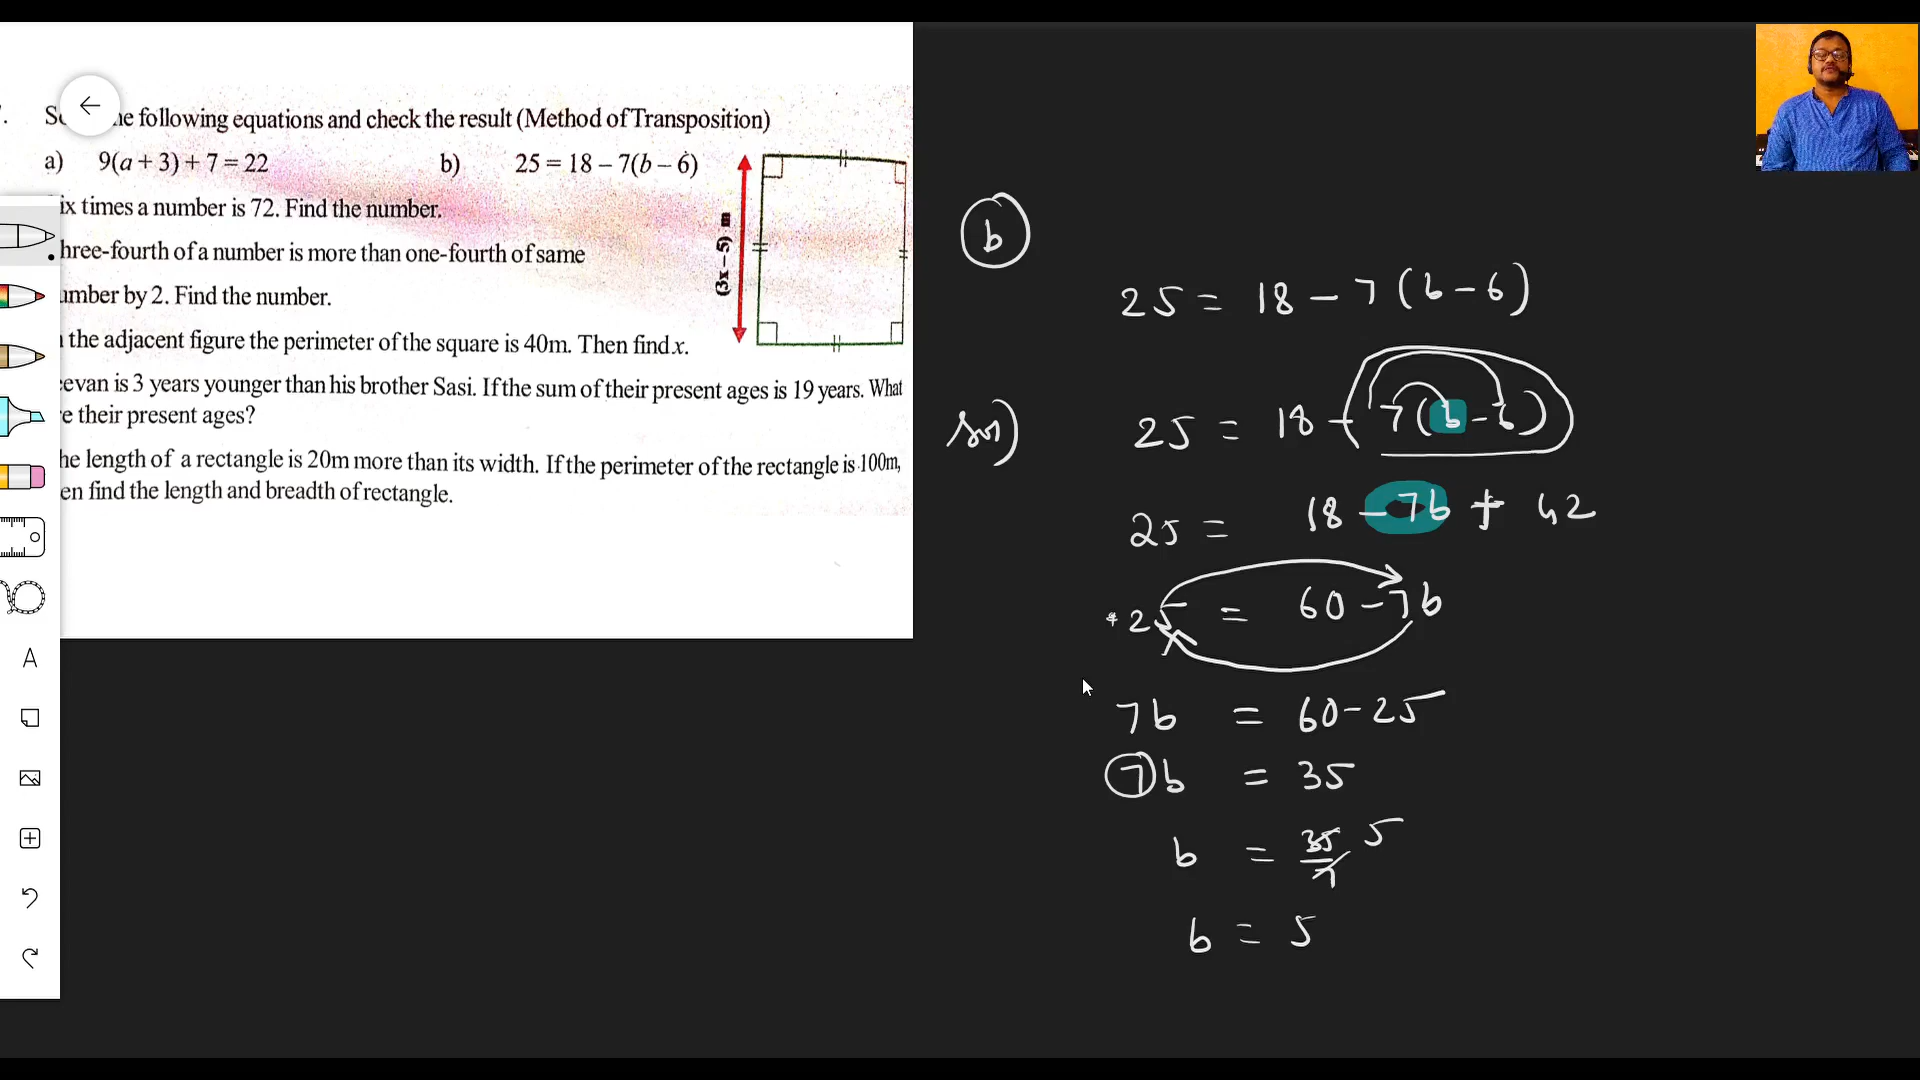 he following equations and check the result (Method of Transposition)
a) 9(a + 3) + 7 = 22 b) 25 = 18 – 7(b – 6)
ix times a number is 72. Find the number.
hree-fourth of a number is more than one-fourth of same
umber by 2. Find the number.
the adjacent figure the perimeter of the square is 40m. Then find x.
eevan is 3 years younger than his brother Sasi. If the sum of their present ages is 19 years. What
e their present ages?
he length of a rectangle is 20m more than its width. If the perimeter of the rectangle is 100m,
en find the length and breadth of rectangle.
(3x – 5) m
A
b
25 = 18 – 7 (b – 6)
Sol) 25 = 18 – 7(b – 6)
25 = 18 – 7b + 42
25 = 60 – 7b
7b = 60 – 25
7b = 35
b = 35/7 5
b = 5